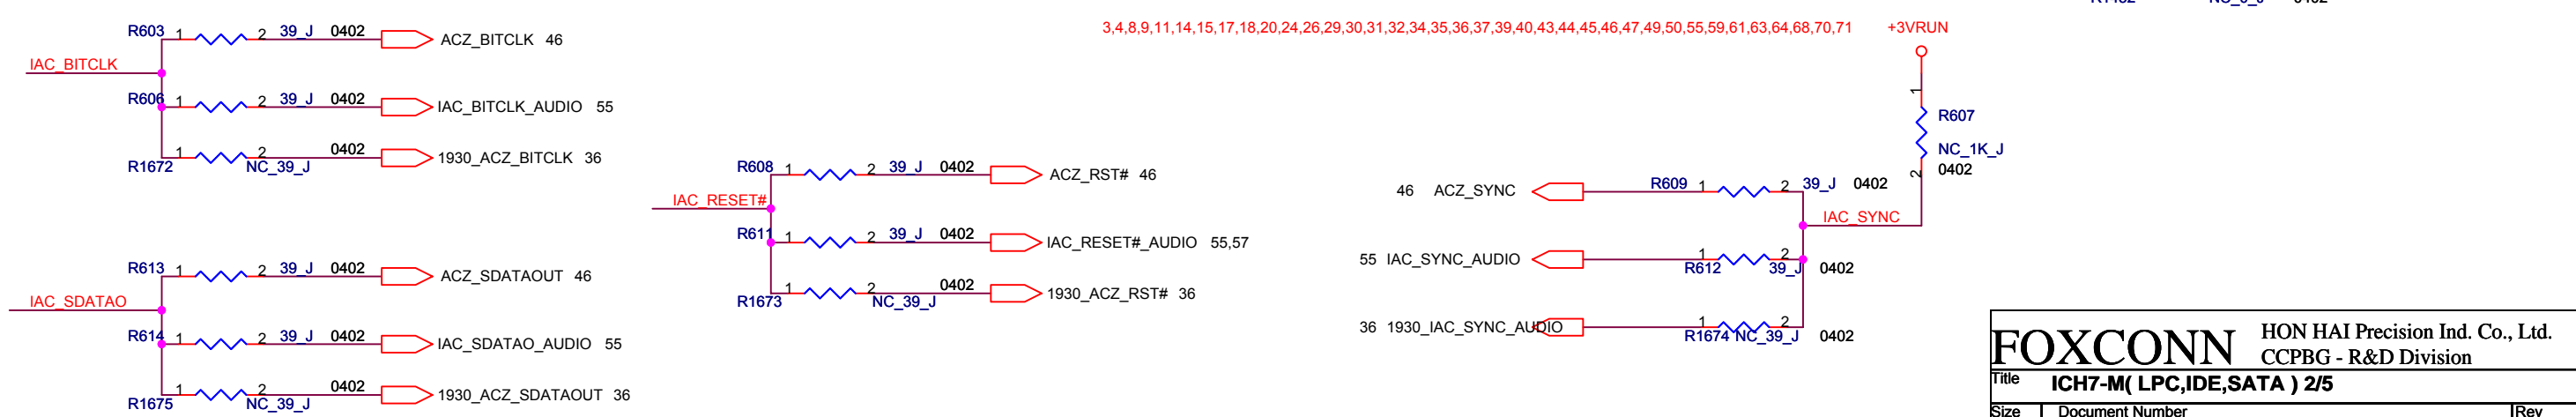 3,4,8,9,11,14,15,17,18,20,24,26,29,30,31,32,34,35,36,37,39,40,43,44,45,46,47,49,50,55,59,61,63,64,68,70,71 +3VRUN
R603 1 2 39_J 0402 ACZ_BITCLK 46
IAC_BITCLK
R606 1 2 39_J 0402 IAC_BITCLK_AUDIO 55
R1672 1 2 NC_39_J 0402 1930_ACZ_BITCLK 36
IAC_SDATAO
R613 1 2 39_J 0402 ACZ_SDATAOUT 46
R614 1 2 39_J 0402 IAC_SDATAO_AUDIO 55
R1675 1 2 NC_39_J 0402 1930_ACZ_SDATAOUT 36
IAC_RESET#
R608 1 2 39_J 0402 ACZ_RST# 46
R611 1 2 39_J 0402 IAC_RESET#_AUDIO 55,57
R1673 1 2 NC_39_J 0402 1930_ACZ_RST# 36
1 R607
NC_1K_J
2 0402
46 ACZ_SYNC R609 1 2 39_J 0402
IAC_SYNC
55 IAC_SYNC_AUDIO R612 1 2 39_J 0402
36 1930_IAC_SYNC_AUDIO R1674 1 2 NC_39_J 0402
FOXCONN HON HAI Precision Ind. Co., Ltd.
CCPBG - R&D Division
Title ICH7-M( LPC,IDE,SATA ) 2/5
Size Document Number Rev